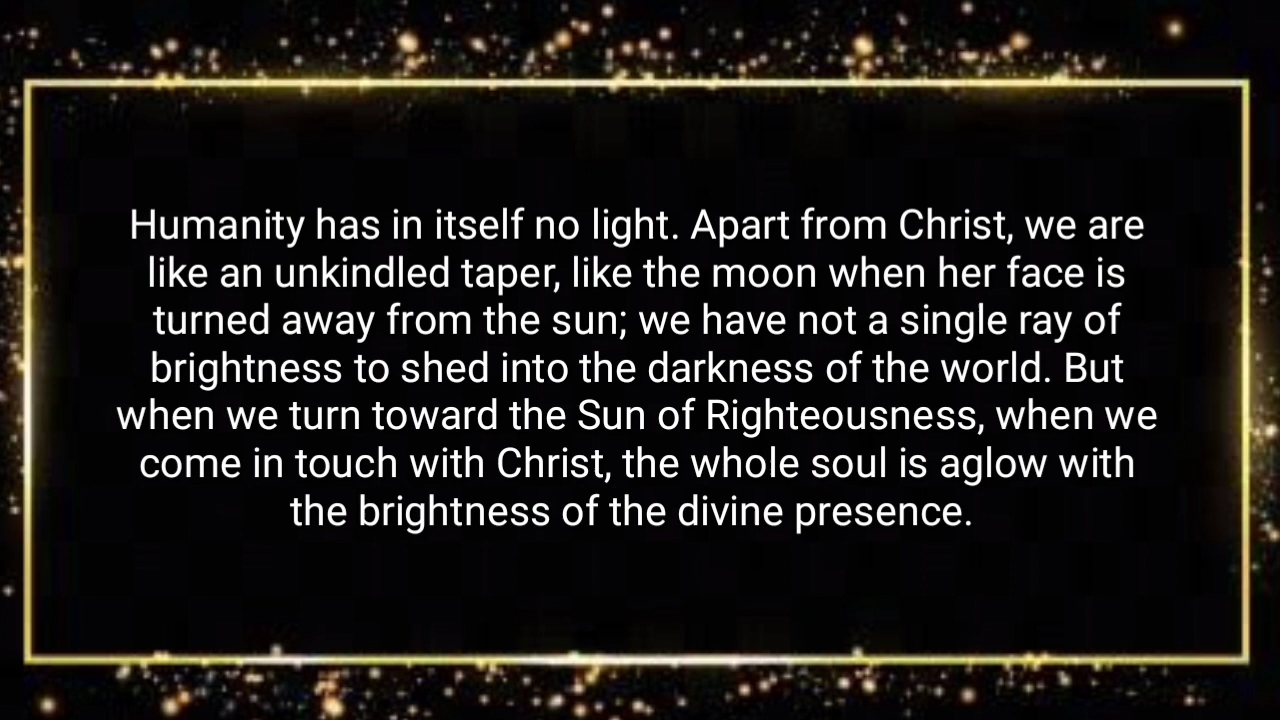 Humanity has in itself no light. Apart from Christ, we are
like an unkindled taper, like the moon when her face is
turned away from the sun; we have not a single ray of
brightness to shed into the darkness of the world. But
when we turn toward the Sun of Righteousness, when we
come in touch with Christ, the whole soul is aglow with
the brightness of the divine presence.